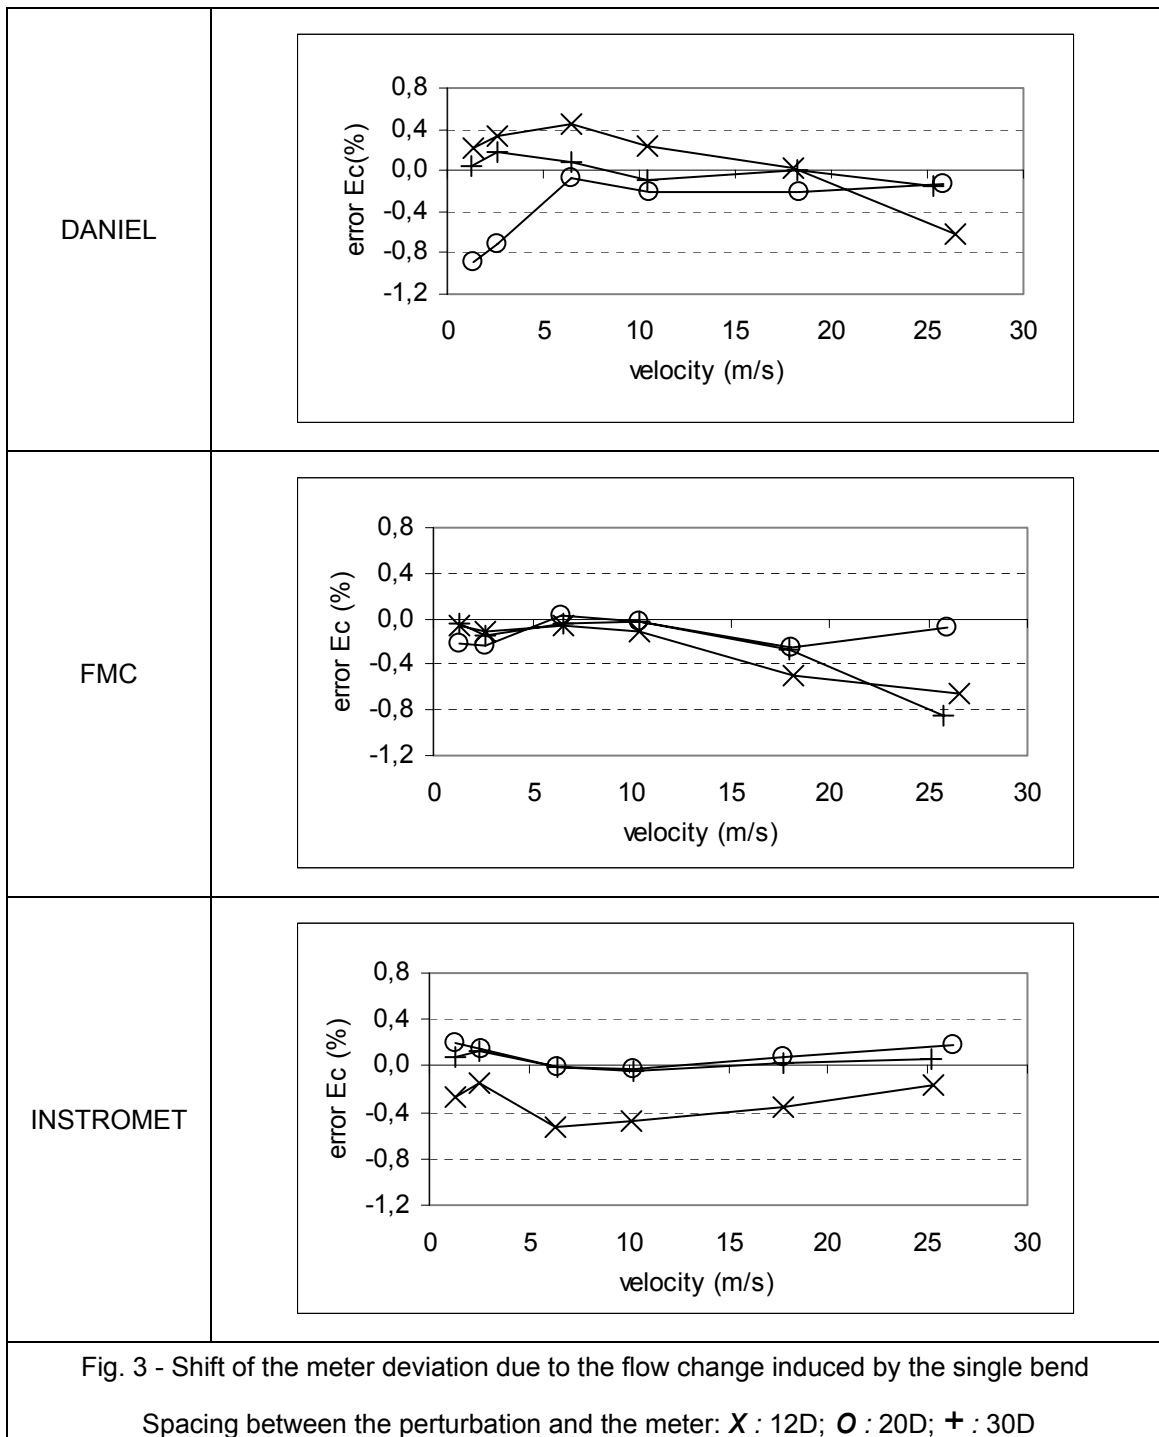 DANIEL
error Ec(%)
0,8
0,4
0,0
-0,4
-0,8
-1,2
0 5 10 15 20 25 30
velocity (m/s)
FMC
error Ec (%)
0,8
0,4
0,0
-0,4
-0,8
-1,2
0 5 10 15 20 25 30
velocity (m/s)
INSTROMET
error Ec (%)
0,8
0,4
0,0
-0,4
-0,8
-1,2
0 5 10 15 20 25 30
velocity (m/s)
Fig. 3 - Shift of the meter deviation due to the flow change induced by the single bend
Spacing between the perturbation and the meter: X : 12D; O : 20D; + : 30D